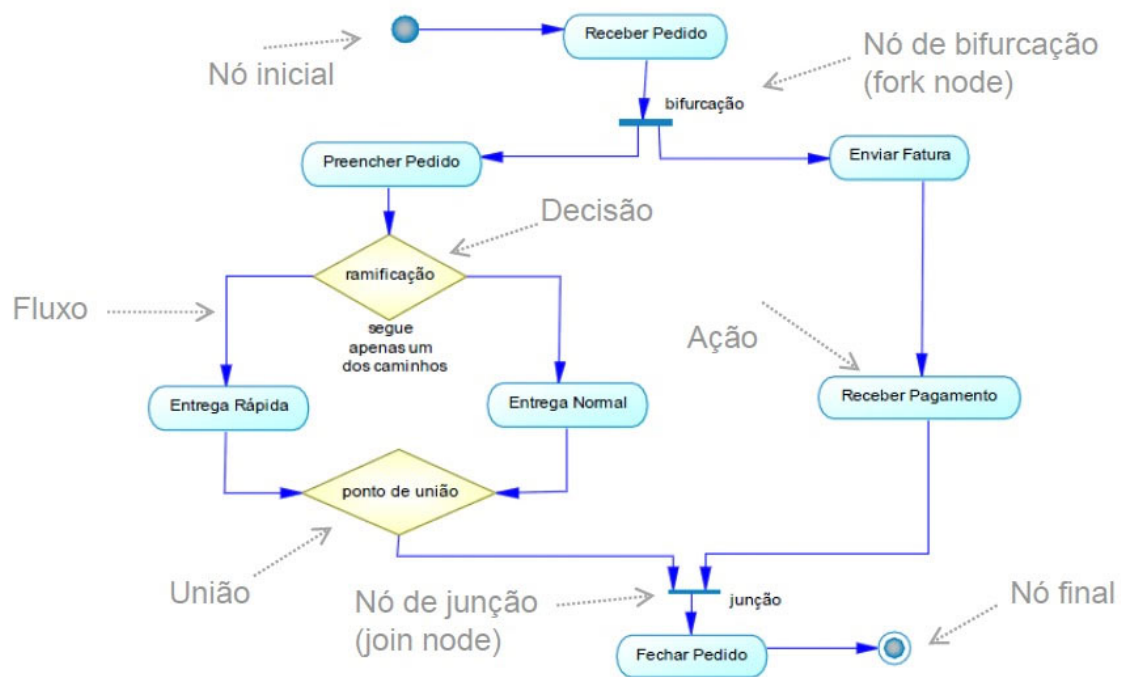 Receber Pedido
Nó inicial
Nó de bifurcação
(fork node)
bifurcação
Preencher Pedido
Enviar Fatura
Decisão
ramificação
Fluxo
segue
apenas um
dos caminhos
Ação
Entrega Rápida
Entrega Normal
Receber Pagamento
ponto de união
União
Nó de junção
(join node)
junção
Nó final
Fechar Pedido